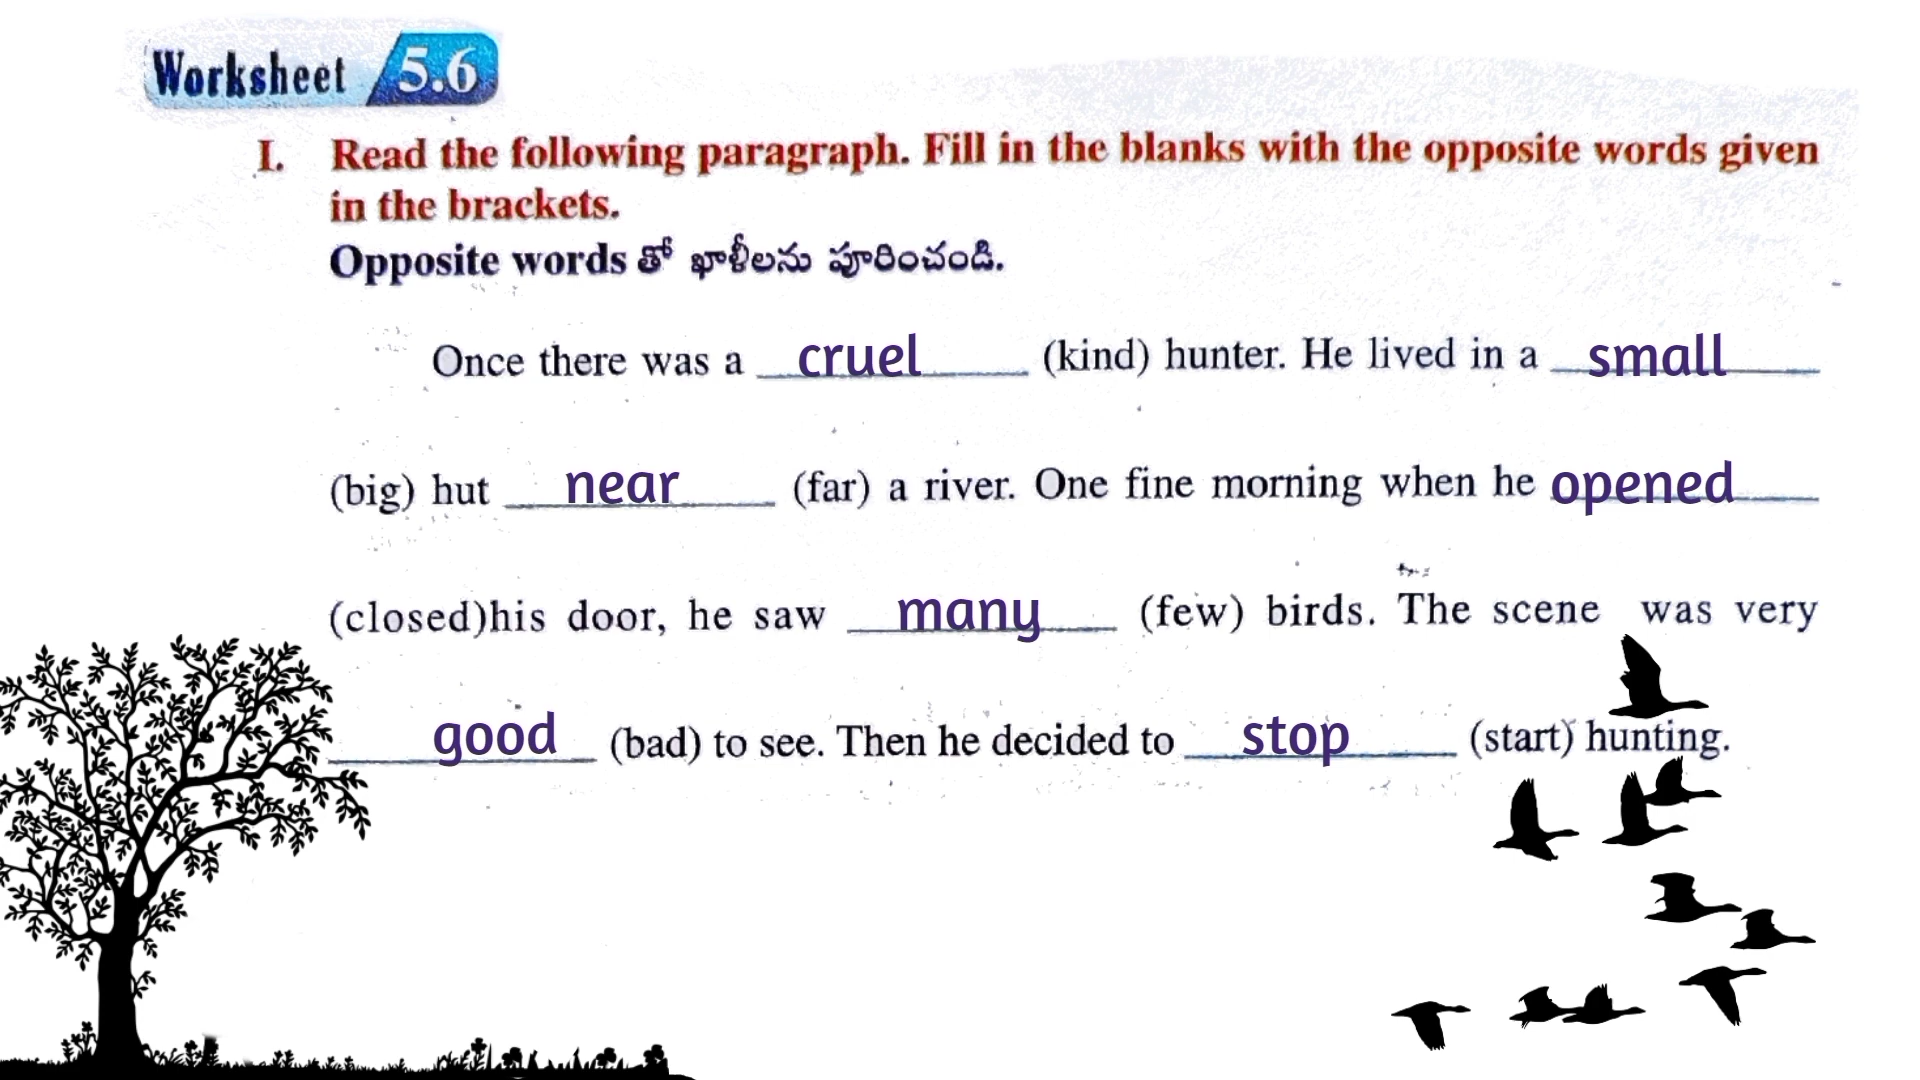 Worksheet 5.6
I. Read the following paragraph. Fill in the blanks with the opposite words given
in the brackets.
Opposite words తో ఖాళీలను పూరించండి.
Once there was a cruel (kind) hunter. He lived in a small
(big) hut near (far) a river. One fine morning when he opened
(closed)his door, he saw many (few) birds. The scene was very
good (bad) to see. Then he decided to stop (start) hunting.